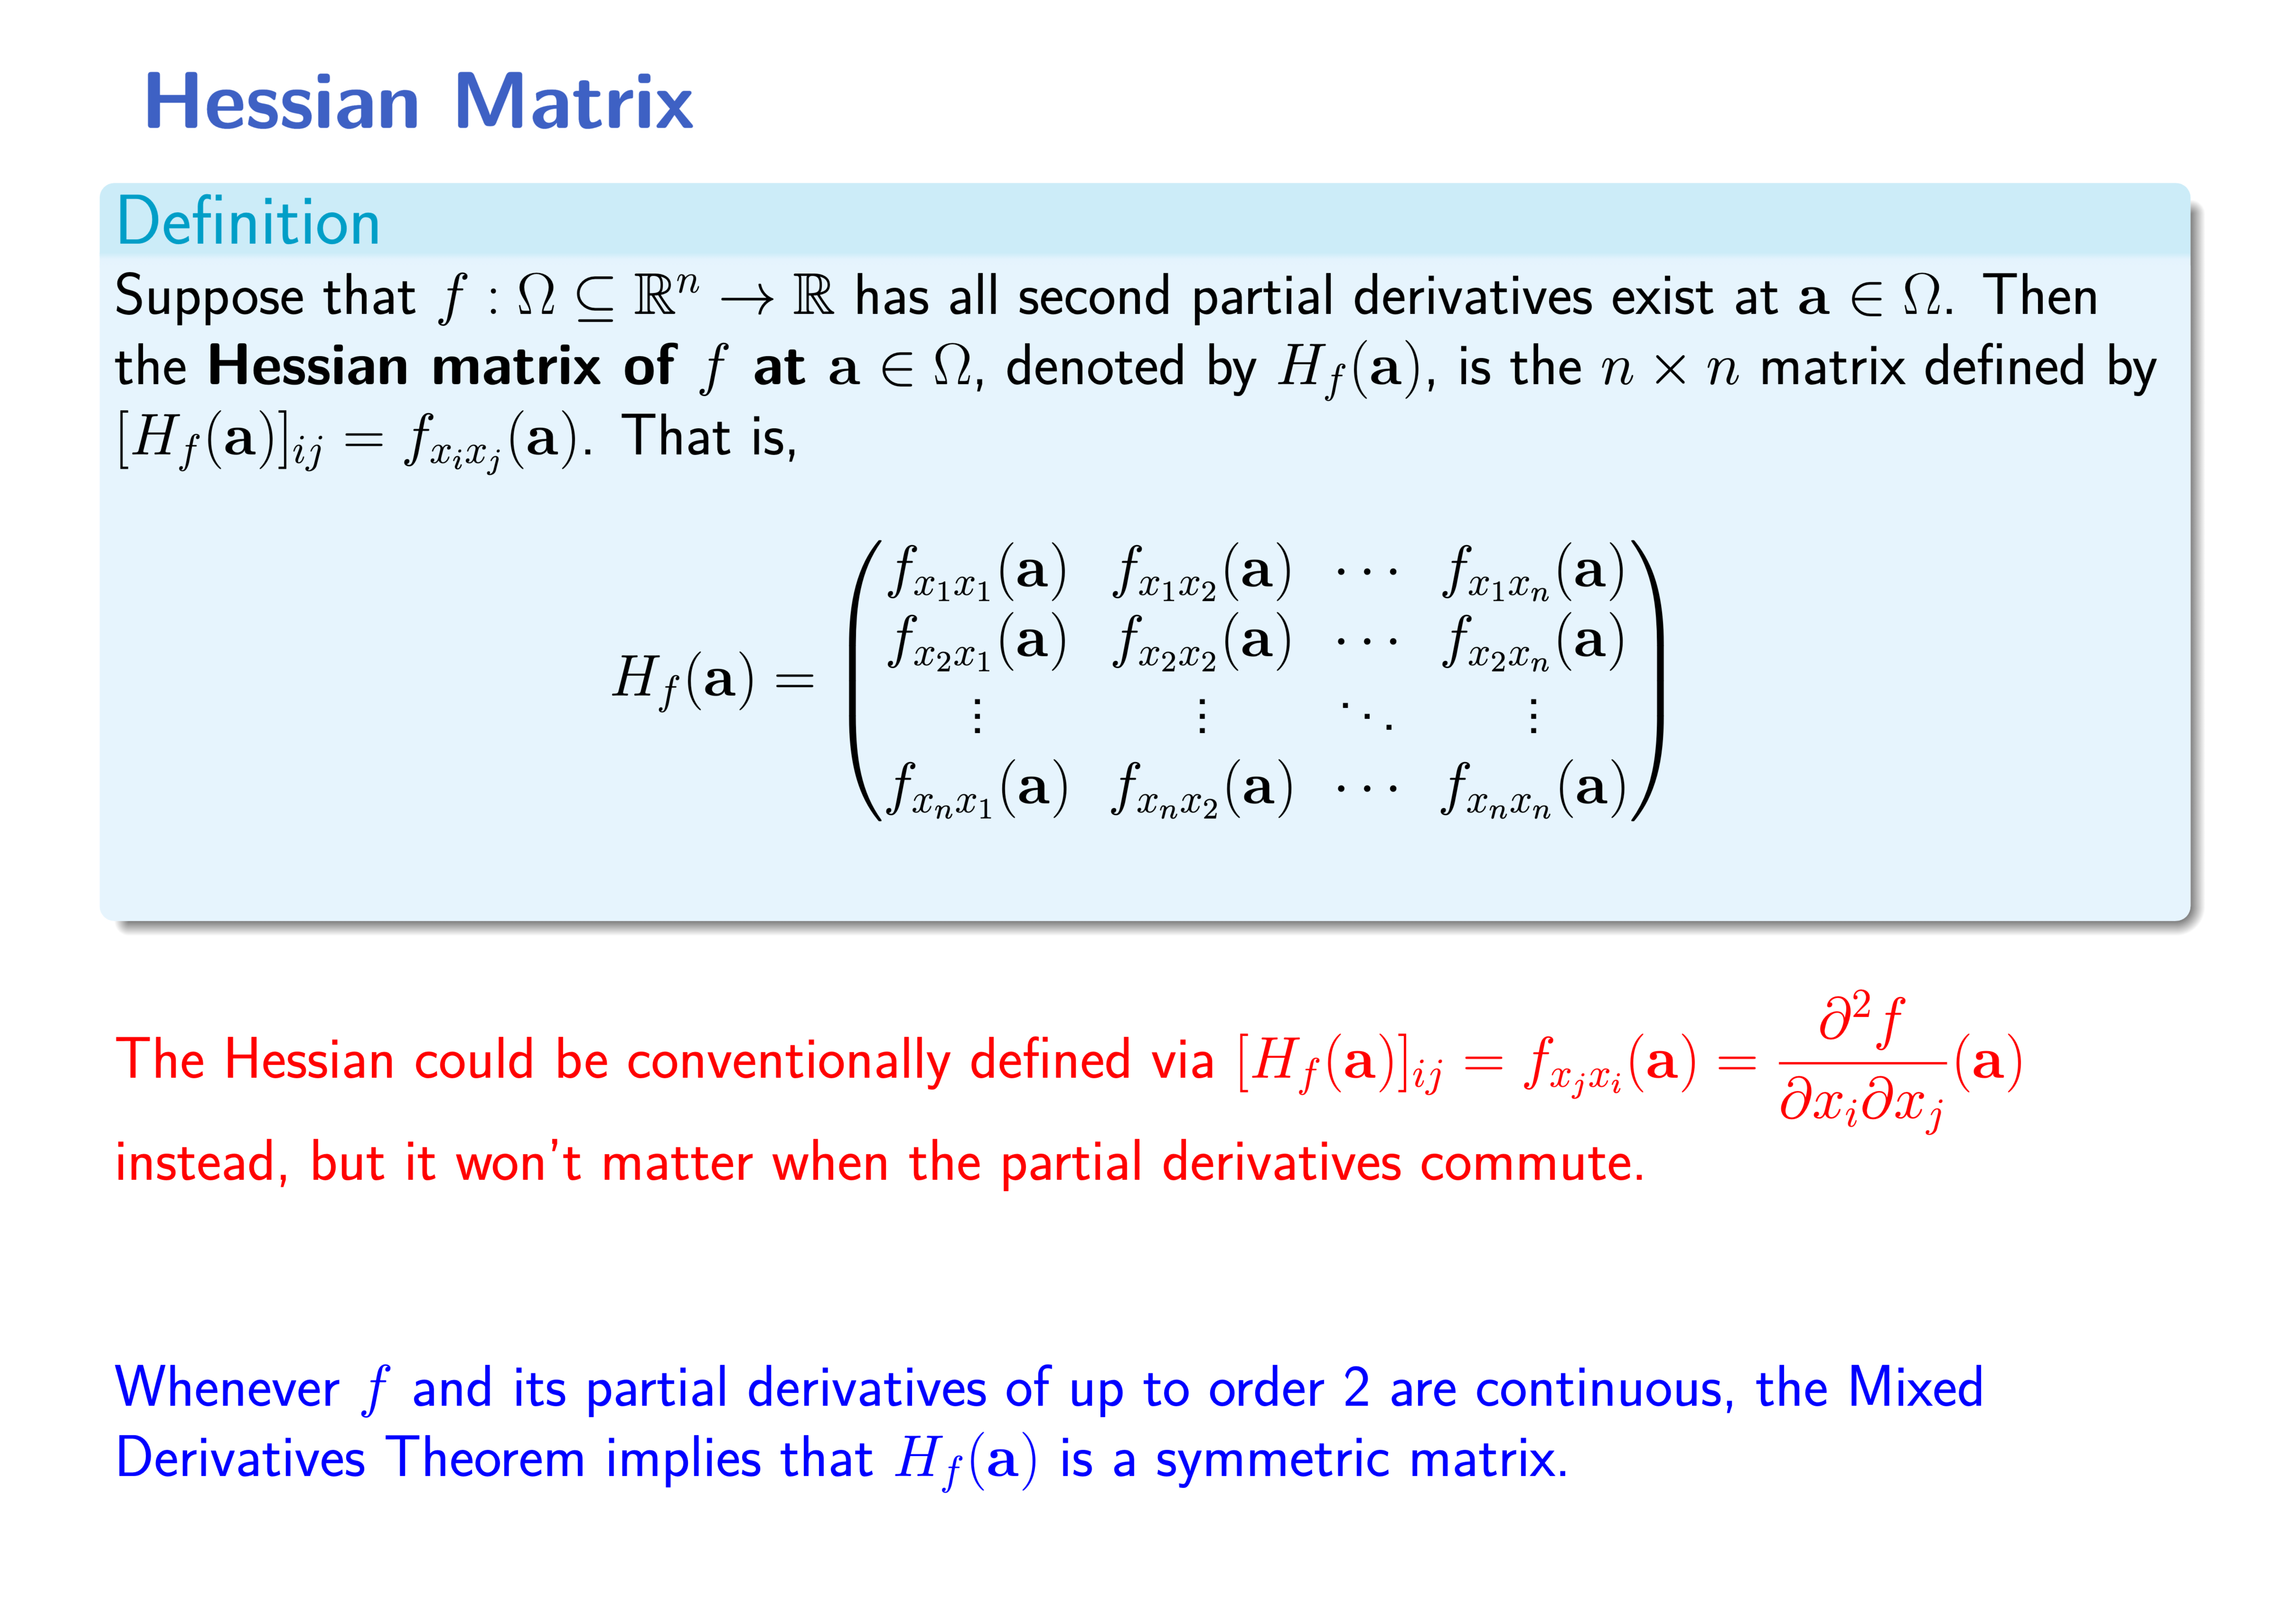 Hessian Matrix
Definition
Suppose that $f : \Omega \subseteq \mathbb{R}^n \to \mathbb{R}$ has all second partial derivatives exist at $\mathbf{a} \in \Omega$. Then
the **Hessian matrix of** $f$ **at** $\mathbf{a} \in \Omega$, denoted by $H_f(\mathbf{a})$, is the $n \times n$ matrix defined by
$[H_f(\mathbf{a})]_{ij} = f_{x_i x_j}(\mathbf{a})$. That is,
$H_f(\mathbf{a}) = \begin{pmatrix} f_{x_1x_1}(\mathbf{a}) & f_{x_1x_2}(\mathbf{a}) & \cdots & f_{x_1x_n}(\mathbf{a}) \\ f_{x_2x_1}(\mathbf{a}) & f_{x_2x_2}(\mathbf{a}) & \cdots & f_{x_2x_n}(\mathbf{a}) \\ \vdots & \vdots & \ddots & \vdots \\ f_{x_nx_1}(\mathbf{a}) & f_{x_nx_2}(\mathbf{a}) & \cdots & f_{x_nx_n}(\mathbf{a}) \end{pmatrix}$
The Hessian could be conventionally defined via $[H_f(\mathbf{a})]_{ij} = f_{x_j x_i}(\mathbf{a}) = \frac{\partial^2 f}{\partial x_i \partial x_j}(\mathbf{a})$
instead, but it won't matter when the partial derivatives commute.
Whenever $f$ and its partial derivatives of up to order 2 are continuous, the Mixed
Derivatives Theorem implies that $H_f(\mathbf{a})$ is a symmetric matrix.